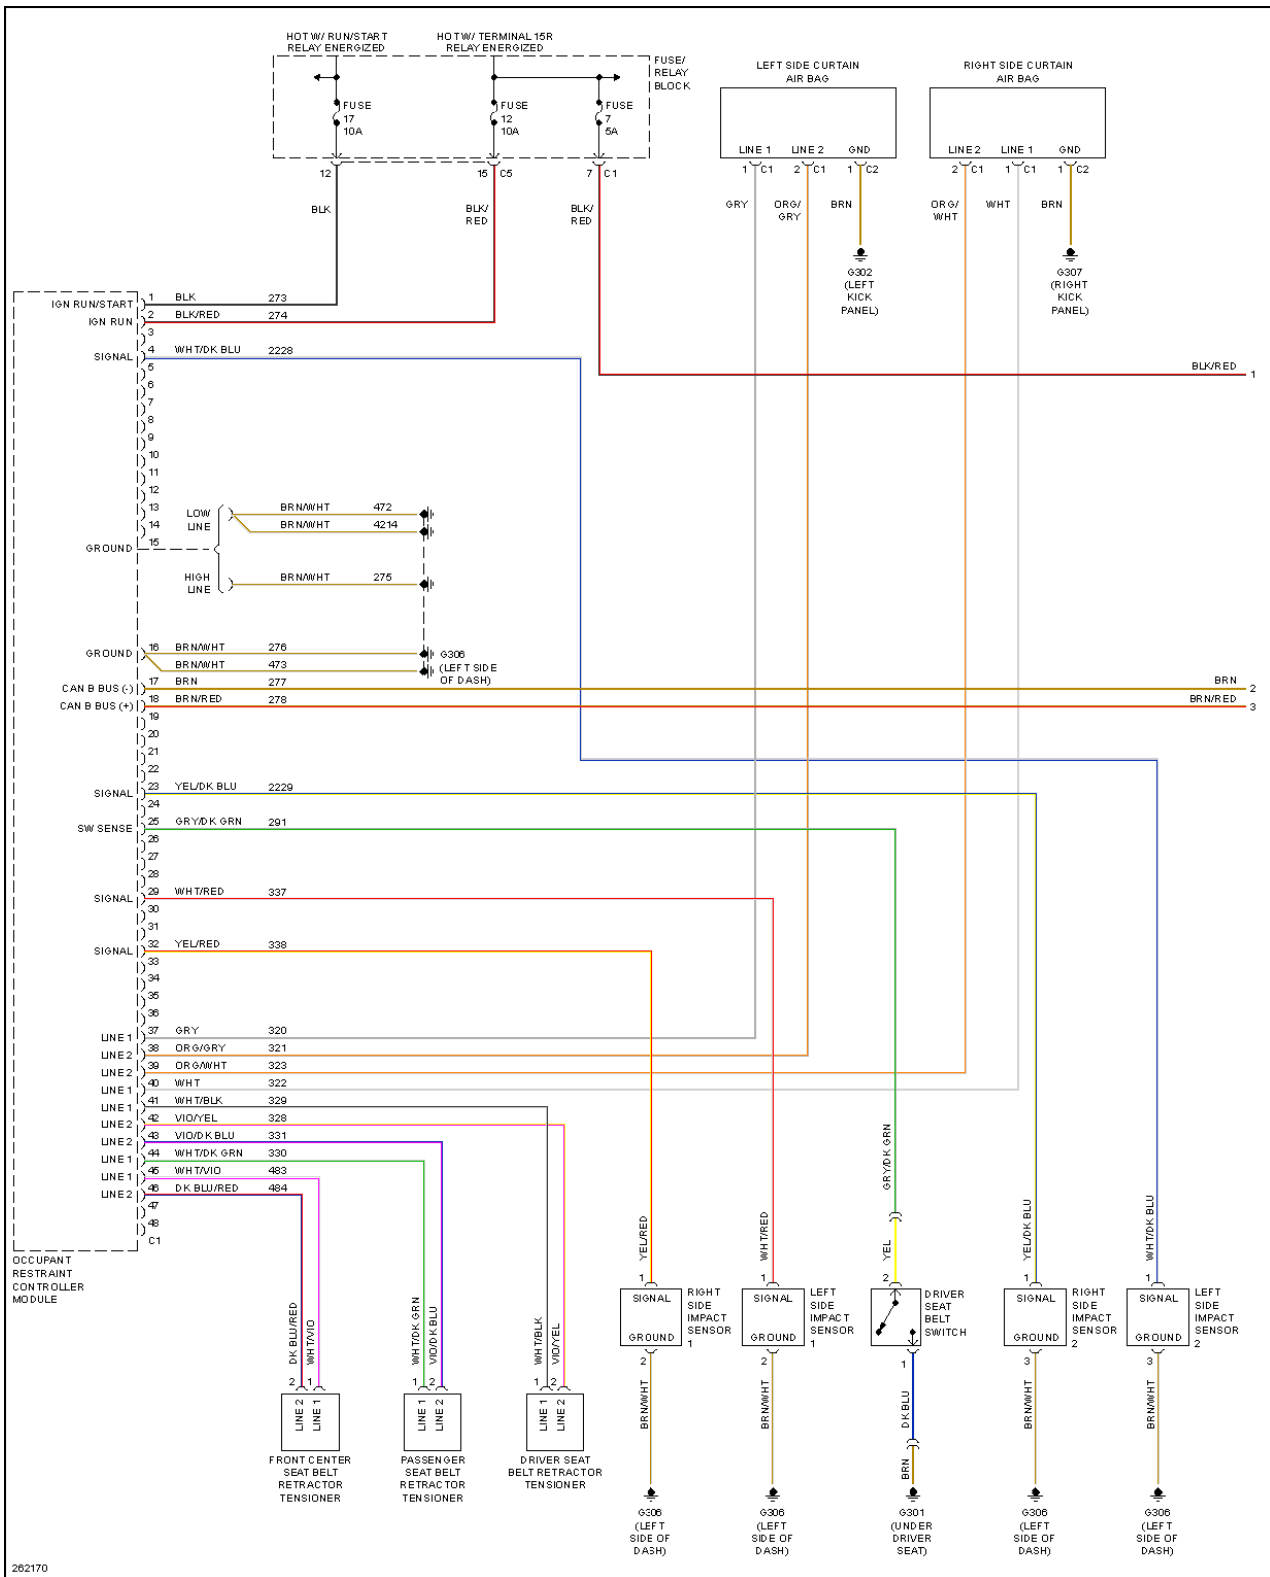 HOT W/ RUN/START
RELAY ENERGIZED
HOT W/ TERMINAL 15R
RELAY ENERGIZED
FUSE/
RELAY
BLOCK
FUSE
17
10A
FUSE
12
10A
FUSE
7
5A
12
15 C5
7 C1
BLK
BLK/
RED
BLK/
RED
LEFT SIDE CURTAIN
AIR BAG
LINE 1 LINE 2 GND
1 C1 2 C1 1 C2
GRY
ORG/
GRY
BRN
G302
(LEFT
KICK
PANEL)
RIGHT SIDE CURTAIN
AIR BAG
LINE 2 LINE 1 GND
2 C1 1 C1 1 C2
ORG/
WHT
WHT
BRN
G307
(RIGHT
KICK
PANEL)
IGN RUN/START 1 BLK 273
IGN RUN 2 BLK/RED 274
3
SIGNAL 4 WHT/DK BLU 2228
5
BLK/RED 1
6
7
8
9
10
11
12
13
14
15
GROUND
LOW
LINE
BRN/WHT 472
BRN/WHT 4214
HIGH
LINE
BRN/WHT 275
GROUND 16 BRN/WHT 276
BRN/WHT 473
G306
(LEFT SIDE
OF DASH)
CAN B BUS (-) 17 BRN 277 BRN 2
CAN B BUS (+) 18 BRN/RED 278 BRN/RED 3
19
20
21
22
SIGNAL 23 YEL/DK BLU 2229
24
SW SENSE 25 GRY/DK GRN 291
26
27
28
SIGNAL 29 WHT/RED 337
30
31
SIGNAL 32 YEL/RED 338
33
34
35
36
LINE 1 37 GRY 320
LINE 2 38 ORG/GRY 321
LINE 2 39 ORG/WHT 323
LINE 1 40 WHT 322
LINE 1 41 WHT/BLK 329
LINE 2 42 VIO/YEL 328
LINE 2 43 VIO/DK BLU 331
LINE 1 44 WHT/DK GRN 330
LINE 1 45 WHT/VIO 483
LINE 2 46 DK BLU/RED 484
47
48
C1
OCCUPANT
RESTRAINT
CONTROLLER
MODULE
DK BLU/RED
WHT/VIO
2 1
LINE 2
LINE 1
FRONT CENTER
SEAT BELT
RETRACTOR
TENSIONER
WHT/DK GRN
VIO/DK BLU
1 2
LINE 1
LINE 2
PASSENGER
SEAT BELT
RETRACTOR
TENSIONER
WHT/BLK
VIO/YEL
1 2
LINE 1
LINE 2
DRIVER SEAT
BELT RETRACTOR
TENSIONER
YEL/RED
1
SIGNAL
GROUND
RIGHT
SIDE
IMPACT
SENSOR
1
2
BRN/WHT
G306
(LEFT
SIDE OF
DASH)
WHT/RED
1
SIGNAL
GROUND
LEFT
SIDE
IMPACT
SENSOR
1
2
BRN/WHT
G306
(LEFT
SIDE OF
DASH)
GRY/DK GRN
YEL
2
DRIVER
SEAT
BELT
SWITCH
1
DK BLU
BRN
G301
(UNDER
DRIVER
SEAT)
YEL/DK BLU
1
SIGNAL
GROUND
RIGHT
SIDE
IMPACT
SENSOR
2
3
BRN/WHT
G306
(LEFT
SIDE OF
DASH)
WHT/DK BLU
1
SIGNAL
GROUND
LEFT
SIDE
IMPACT
SENSOR
2
3
BRN/WHT
G306
(LEFT
SIDE OF
DASH)
262170